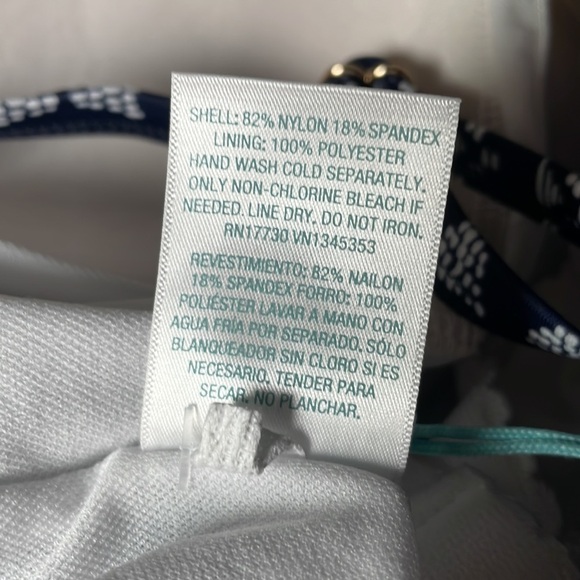 SHELL: 82% NYLON 18% SPANDEX
LINING: 100% POLYESTER
HAND WASH COLD SEPARATELY.
ONLY NON-CHLORINE BLEACH IF
NEEDED. LINE DRY. DO NOT IRON.
RN17730 VN1345353
REVESTIMIENTO: 82% NAILON
18% SPANDEX FORRO: 100%
POLIÉSTER LAVAR A MANO CON
AGUA FRÍA POR SEPARADO. SÓLO
BLANQUEADOR SIN CLORO SI ES
NECESARIO. TENDER PARA
SECAR. NO PLANCHAR.